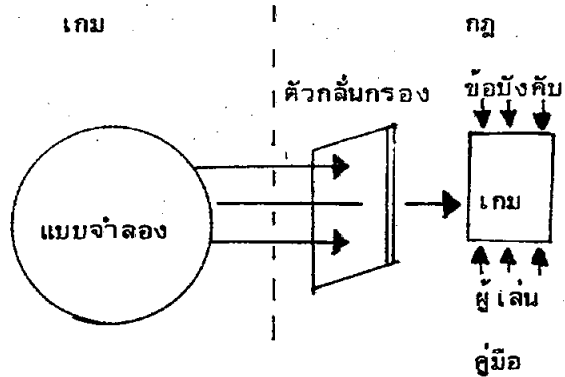 เกม
กฎ
ตัวกลั่นกรอง
ข้อบังคับ
แบบจำลอง
เกม
ผู้เล่น
คู่มือ